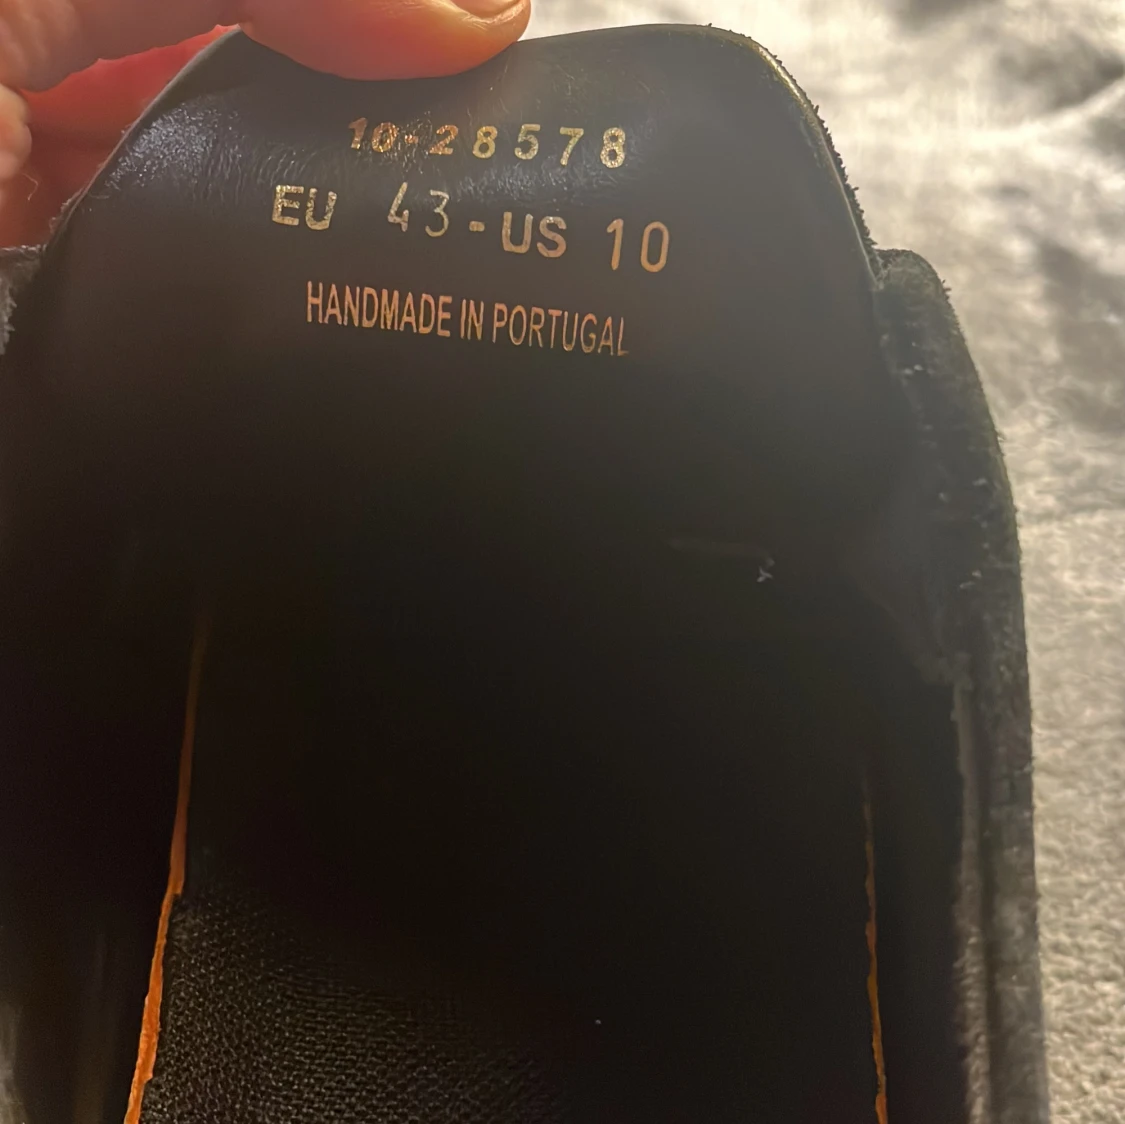 10-28578
EU 43-US 10
HANDMADE IN PORTUGAL